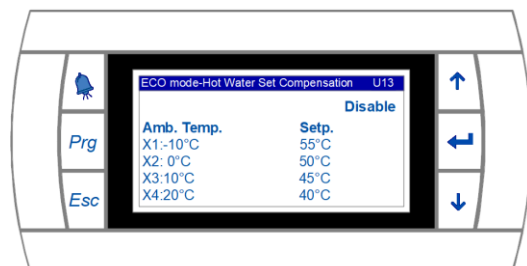 ECO mode-Hot Water Set Compensation U13
Disable
Amb. Temp. Setp.
X1:-10°C 55°C
X2: 0°C 50°C
X3:10°C 45°C
X4:20°C 40°C
Prg
Esc